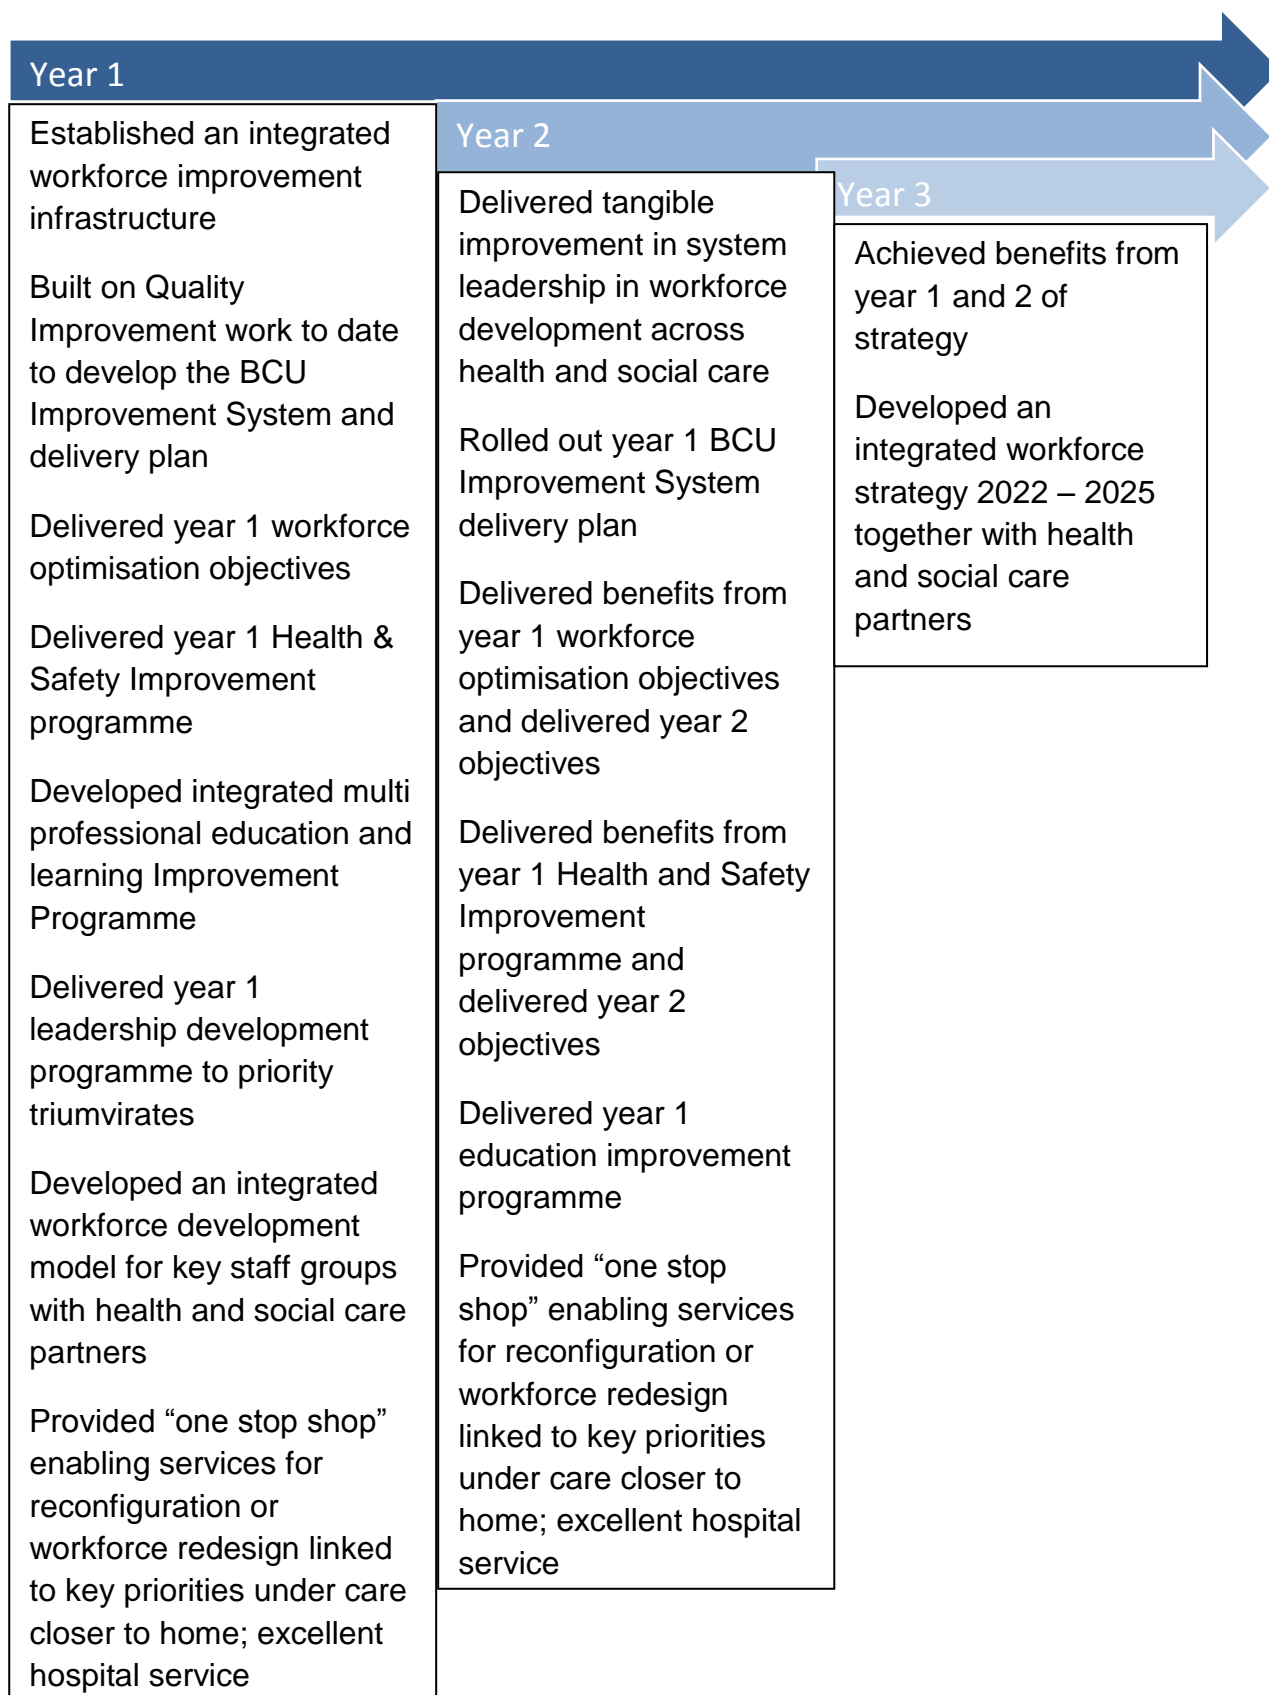 Year 1
Established an integrated
workforce improvement
infrastructure
Built on Quality
Improvement work to date
to develop the BCU
Improvement System and
delivery plan
Delivered year 1 workforce
optimisation objectives
Delivered year 1 Health &
Safety Improvement
programme
Developed integrated multi
professional education and
learning Improvement
Programme
Delivered year 1
leadership development
programme to priority
triumvirates
Developed an integrated
workforce development
model for key staff groups
with health and social care
partners
Provided “one stop shop”
enabling services for
reconfiguration or
workforce redesign linked
to key priorities under care
closer to home; excellent
hospital service
Year 2
Delivered tangible
improvement in system
leadership in workforce
development across
health and social care
Rolled out year 1 BCU
Improvement System
delivery plan
Delivered benefits from
year 1 workforce
optimisation objectives
and delivered year 2
objectives
Delivered benefits from
year 1 Health and Safety
Improvement
programme and
delivered year 2
objectives
Delivered year 1
education improvement
programme
Provided “one stop
shop” enabling services
for reconfiguration or
workforce redesign
linked to key priorities
under care closer to
home; excellent hospital
service
Year 3
Achieved benefits from
year 1 and 2 of
strategy
Developed an
integrated workforce
strategy 2022 – 2025
together with health
and social care
partners